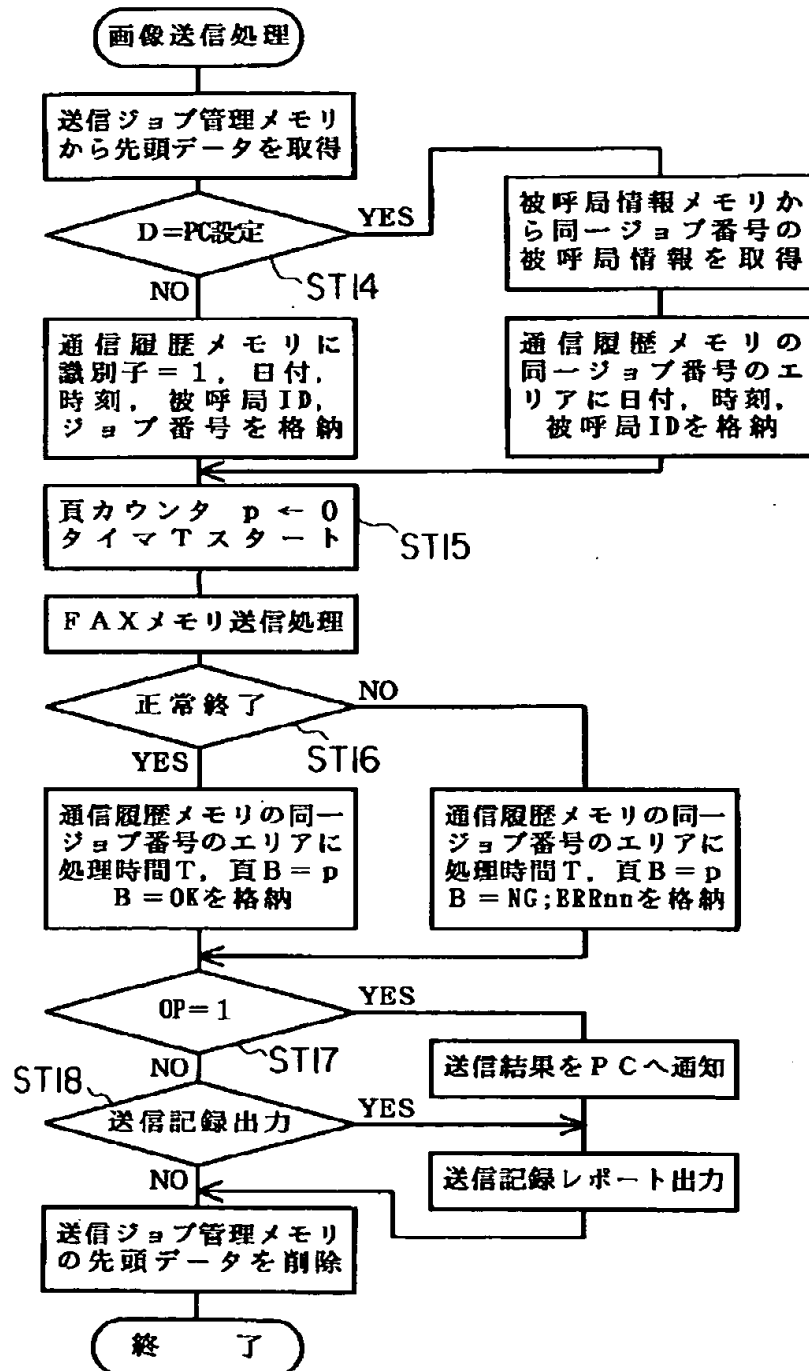 画像送信処理
送信ジョブ管理メモリ
から先頭データを取得
D=PC設定
YES
ST14
NO
被呼局情報メモリか
ら同一ジョブ番号の
被呼局情報を取得
通信履歴メモリに
識別子=1，日付，
時刻，被呼局ID，
ジョブ番号を格納
通信履歴メモリの
同一ジョブ番号のエ
リアに日付，時刻，
被呼局IDを格納
頁カウンタ p ← 0
タイマTスタート
ST15
FAXメモリ送信処理
正常終了
NO
YES
ST16
通信履歴メモリの同一
ジョブ番号のエリアに
処理時間T，頁B=p
B=OKを格納
通信履歴メモリの同一
ジョブ番号のエリアに
処理時間T，頁B=p
B=NG;ERRnnを格納
OP=1
YES
ST17
NO
送信結果をPCへ通知
ST18
送信記録出力
YES
NO
送信記録レポート出力
送信ジョブ管理メモリ
の先頭データを削除
終 了